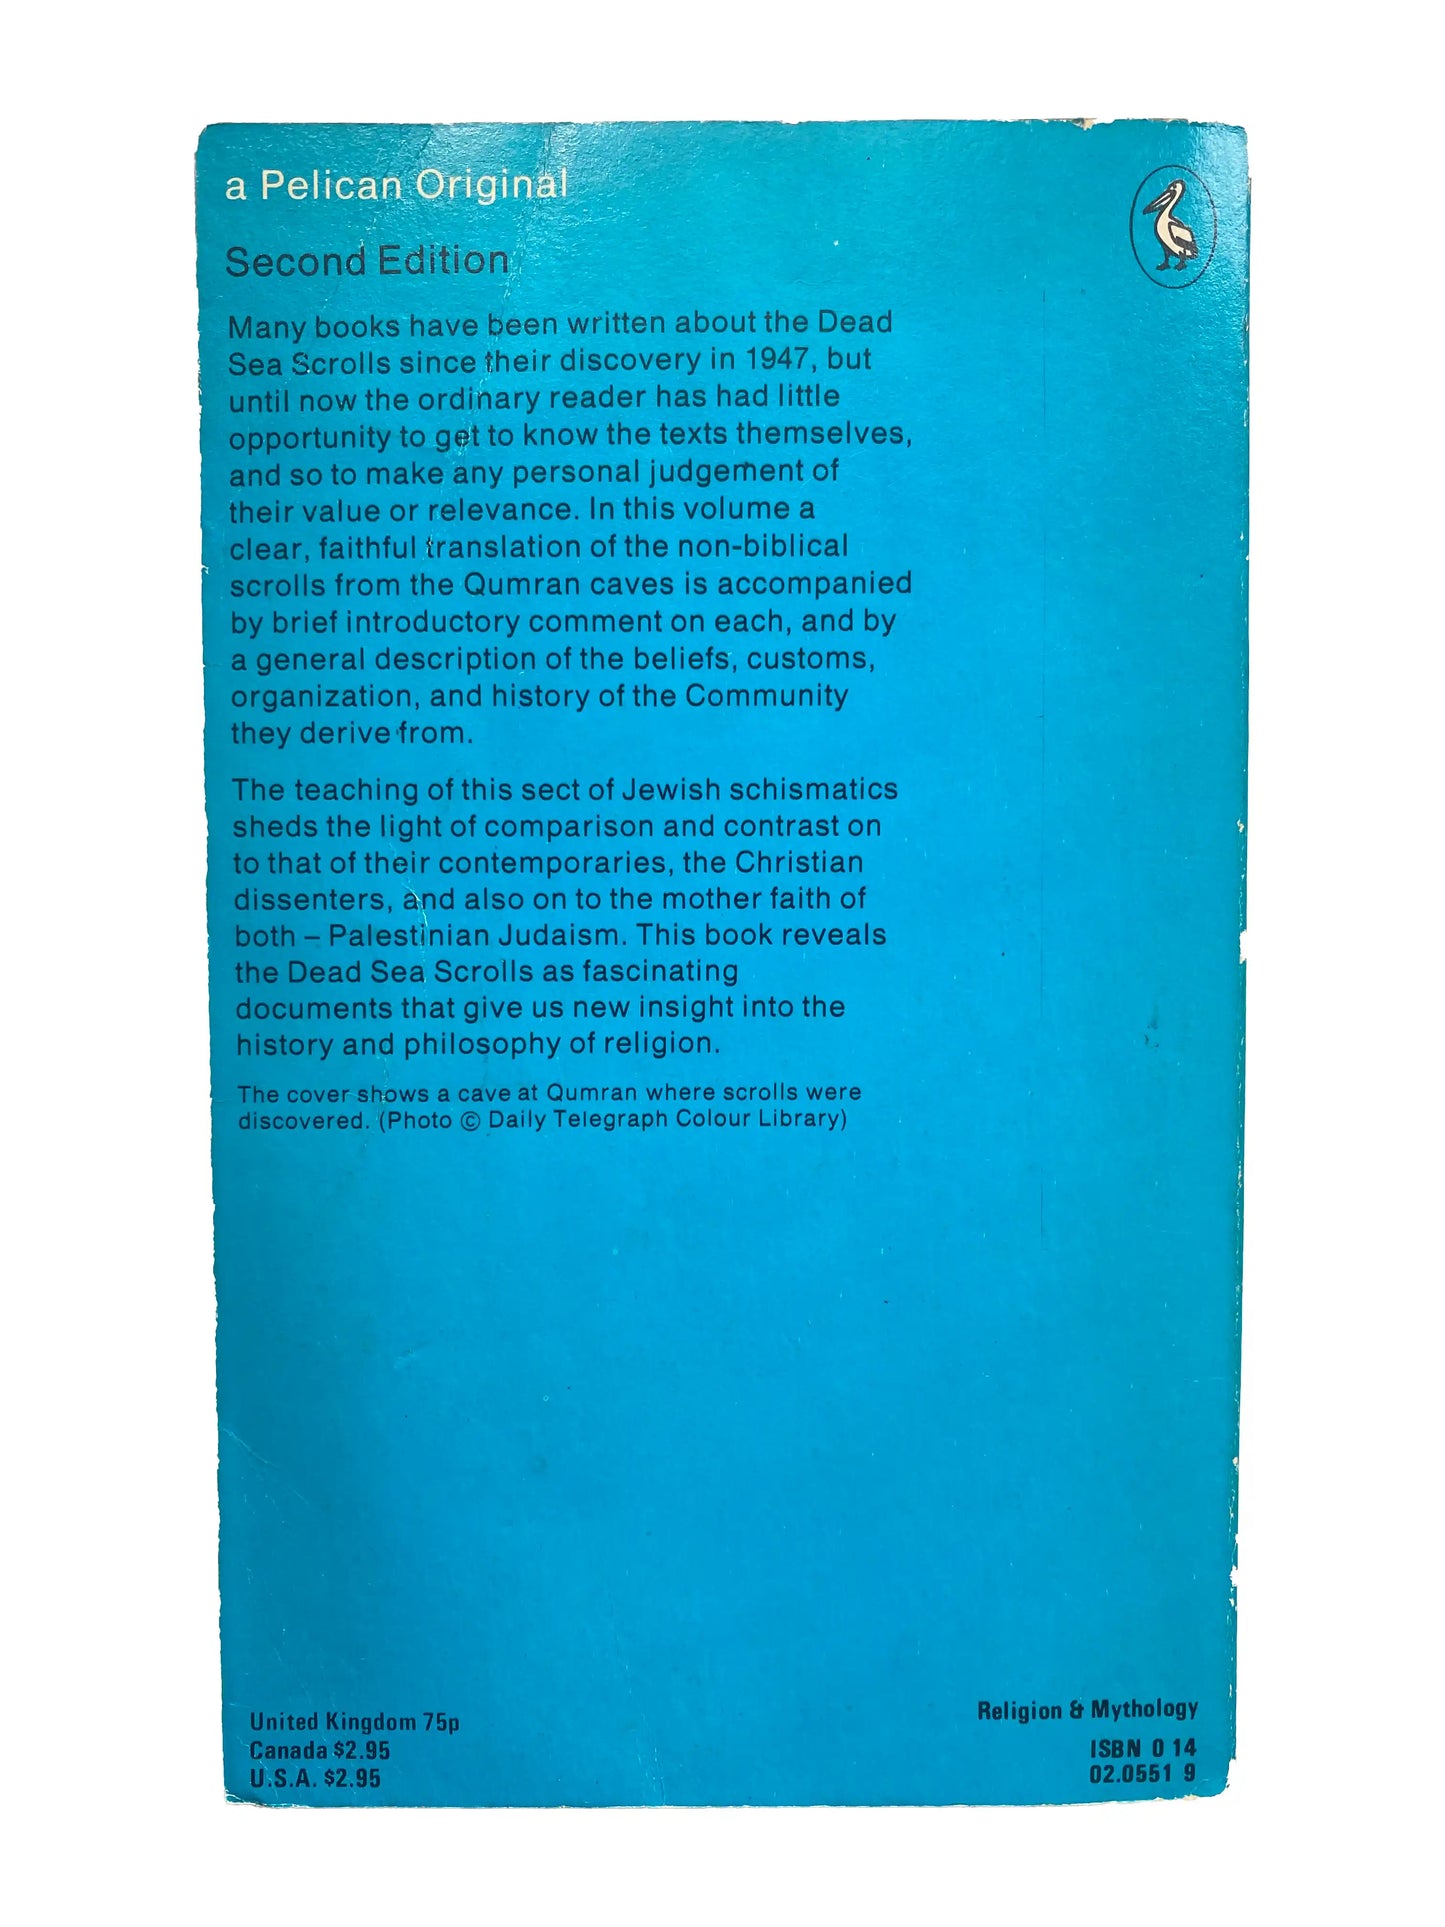 a Pelican Original
Second Edition
Many books have been written about the Dead
Sea Scrolls since their discovery in 1947, but
until now the ordinary reader has had little
opportunity to get to know the texts themselves,
and so to make any personal judgement of
their value or relevance. In this volume a
clear, faithful translation of the non-biblical
scrolls from the Qumran caves is accompanied
by brief introductory comment on each, and by
a general description of the beliefs, customs,
organization, and history of the Community
they derive from.
The teaching of this sect of Jewish schismatics
sheds the light of comparison and contrast on
to that of their contemporaries, the Christian
dissenters, and also on to the mother faith of
both – Palestinian Judaism. This book reveals
the Dead Sea Scrolls as fascinating
documents that give us new insight into the
history and philosophy of religion.
The cover shows a cave at Qumran where scrolls were
discovered. (Photo © Daily Telegraph Colour Library)
United Kingdom 75p
Canada $2.95
U.S.A. $2.95
Religion & Mythology
ISBN 0 14
02.0551 9